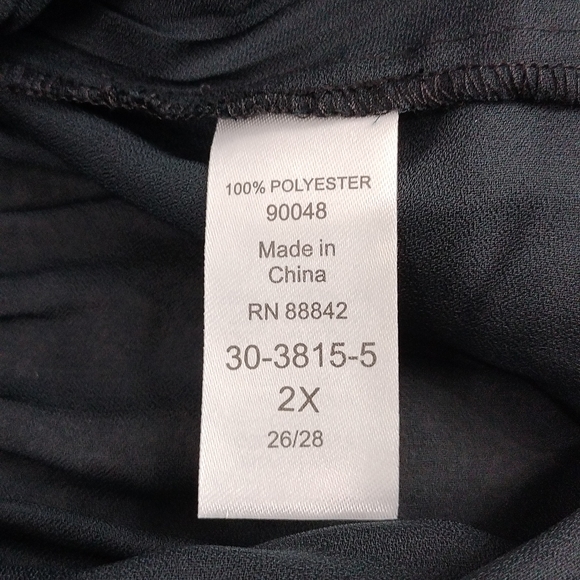 100% POLYESTER
90048
Made in
China
RN 88842
30-3815-5
2X
26/28